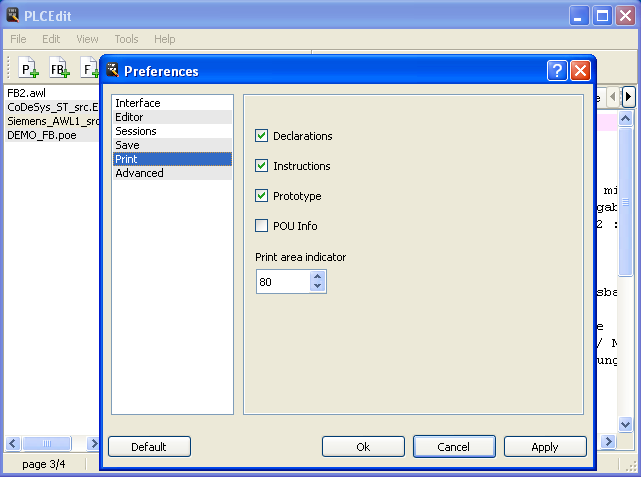 PLCEdit
File Edit View Tools Help
P FB F
Preferences
FB2.awl
CoDeSys_ST_src.E
Siemens_AWL1_src
DEMO_FB.poe
Interface
Editor
Sessions
Save
Print
Advanced
Declarations
Instructions
Prototype
POU Info
Print area indicator
80
e
mi
gab
2 :
sba
e
/ N
ung
Default Ok Cancel Apply
page 3/4